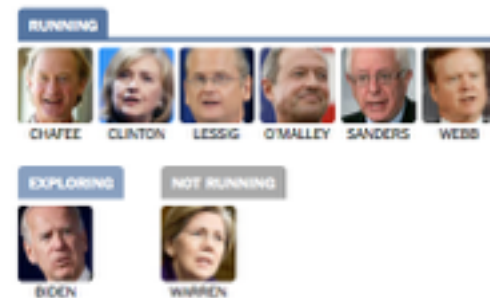 RUNNING
CHAFEE CLINTON LESSIG O'MALLEY SANDERS WEBB
EXPLORING NOT RUNNING
BIDEN WARREN